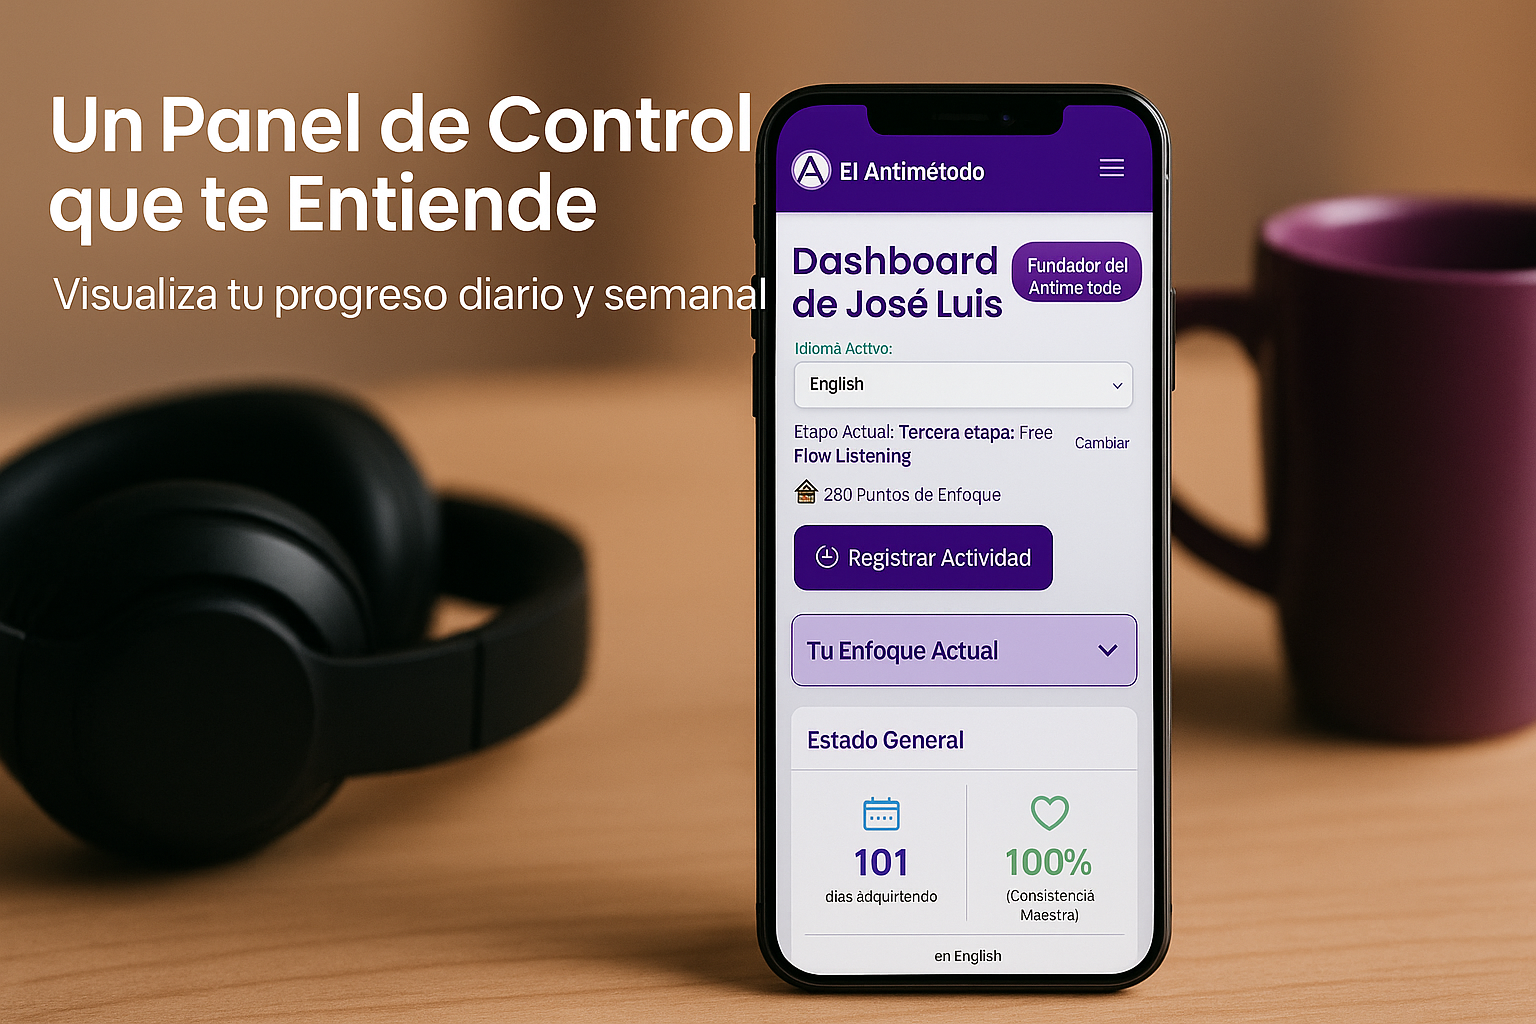 Un Panel de Control
que te Entiende
Visualiza tu progreso diario y semanal
A El Antimétodo
Dashboard
de José Luis
Fundador del
Antime tode
Idiomà Acttvo:
English
Etapo Actual: Tercera etapa: Free
Flow Listening
Cambiar
280 Puntos de Enfoque
Registrar Actividad
Tu Enfoque Actual
Estado General
101
dias àdquirtendo
100%
(Consistenciá
Maestra)
en English